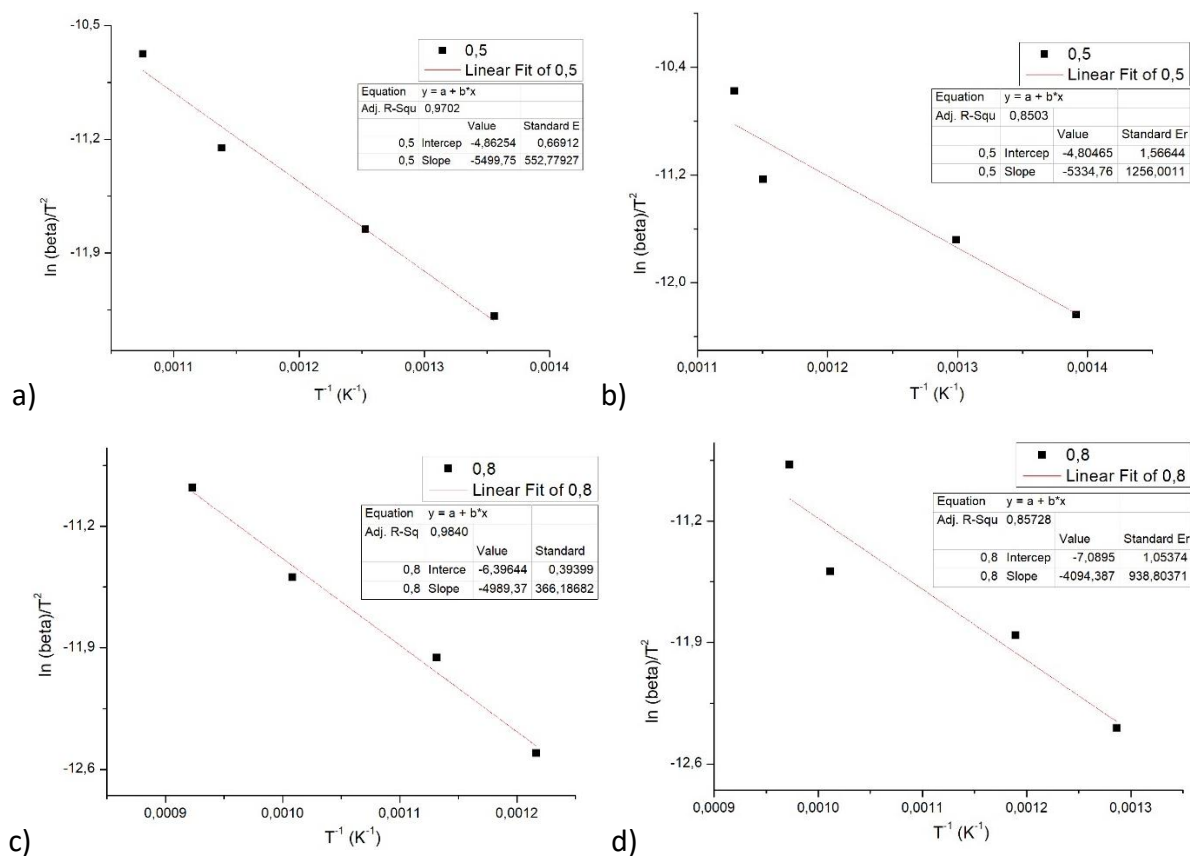 -10,5
-11,2
-11,9
ln (beta)/T²
0,5
Linear Fit of 0,5
Equation y = a + b*x
Adj. R-Squ 0,9702
Value Standard E
0,5 Intercep -4,86254 0,66912
0,5 Slope -5499,75 552,77927
0,0011 0,0012 0,0013 0,0014
T⁻¹ (K⁻¹)
a)
-10,4
-11,2
-12,0
ln (beta)/T²
0,5
Linear Fit of 0,5
Equation y = a + b*x
Adj. R-Squ 0,8503
Value Standard Er
0,5 Intercep -4,80465 1,56644
0,5 Slope -5334,76 1256,0011
0,0011 0,0012 0,0013 0,0014
T⁻¹ (K⁻¹)
b)
-11,2
-11,9
-12,6
ln (beta)/T²
0,8
Linear Fit of 0,8
Equation y = a + b*x
Adj. R-Sq 0,9840
Value Standard
0,8 Interce -6,39644 0,39399
0,8 Slope -4989,37 366,18682
0,0009 0,0010 0,0011 0,0012
T⁻¹ (K⁻¹)
c)
-11,2
-11,9
-12,6
ln (beta)/T²
0,8
Linear Fit of 0,8
Equation y = a + b*x
Adj. R-Squ 0,85728
Value Standard Er
0,8 Intercep -7,0895 1,05374
0,8 Slope -4094,387 938,80371
0,0009 0,0010 0,0011 0,0012 0,0013
T⁻¹ (K⁻¹)
d)